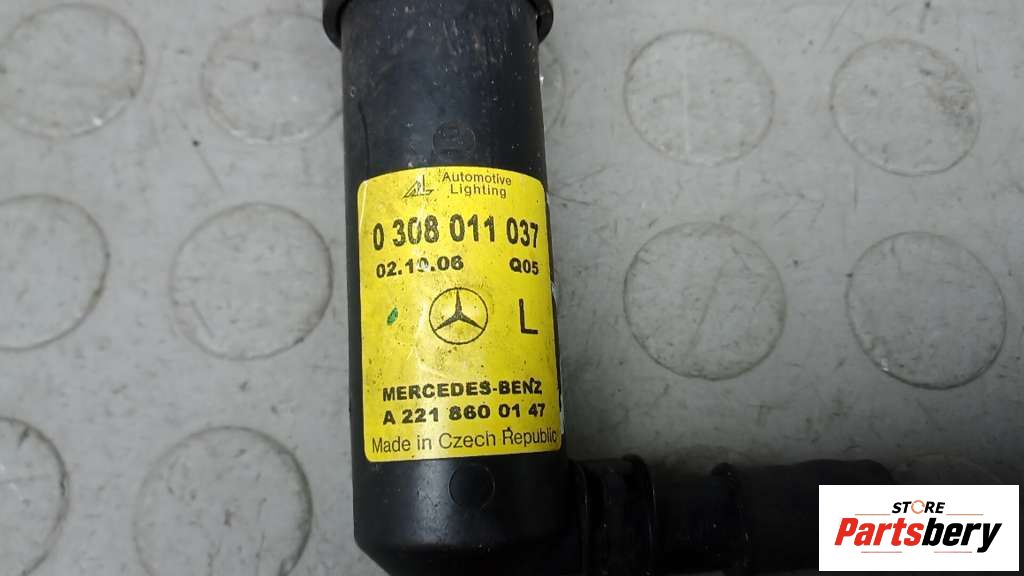 AL Automotive
Lighting
0 308 011 037
02.10.06 Q05
L
MERCEDES-BENZ
A 221 860 01 47
Made in Czech Republic
STORE
Partsbery